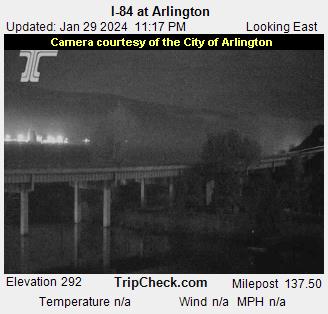 I-84 at Arlington
Updated: Jan 29 2024 11:17 PM Looking East
Camera courtesy of the City of Arlington
Elevation 292 TripCheck.com Milepost 137.50
Temperature n/a Wind n/a MPH n/a